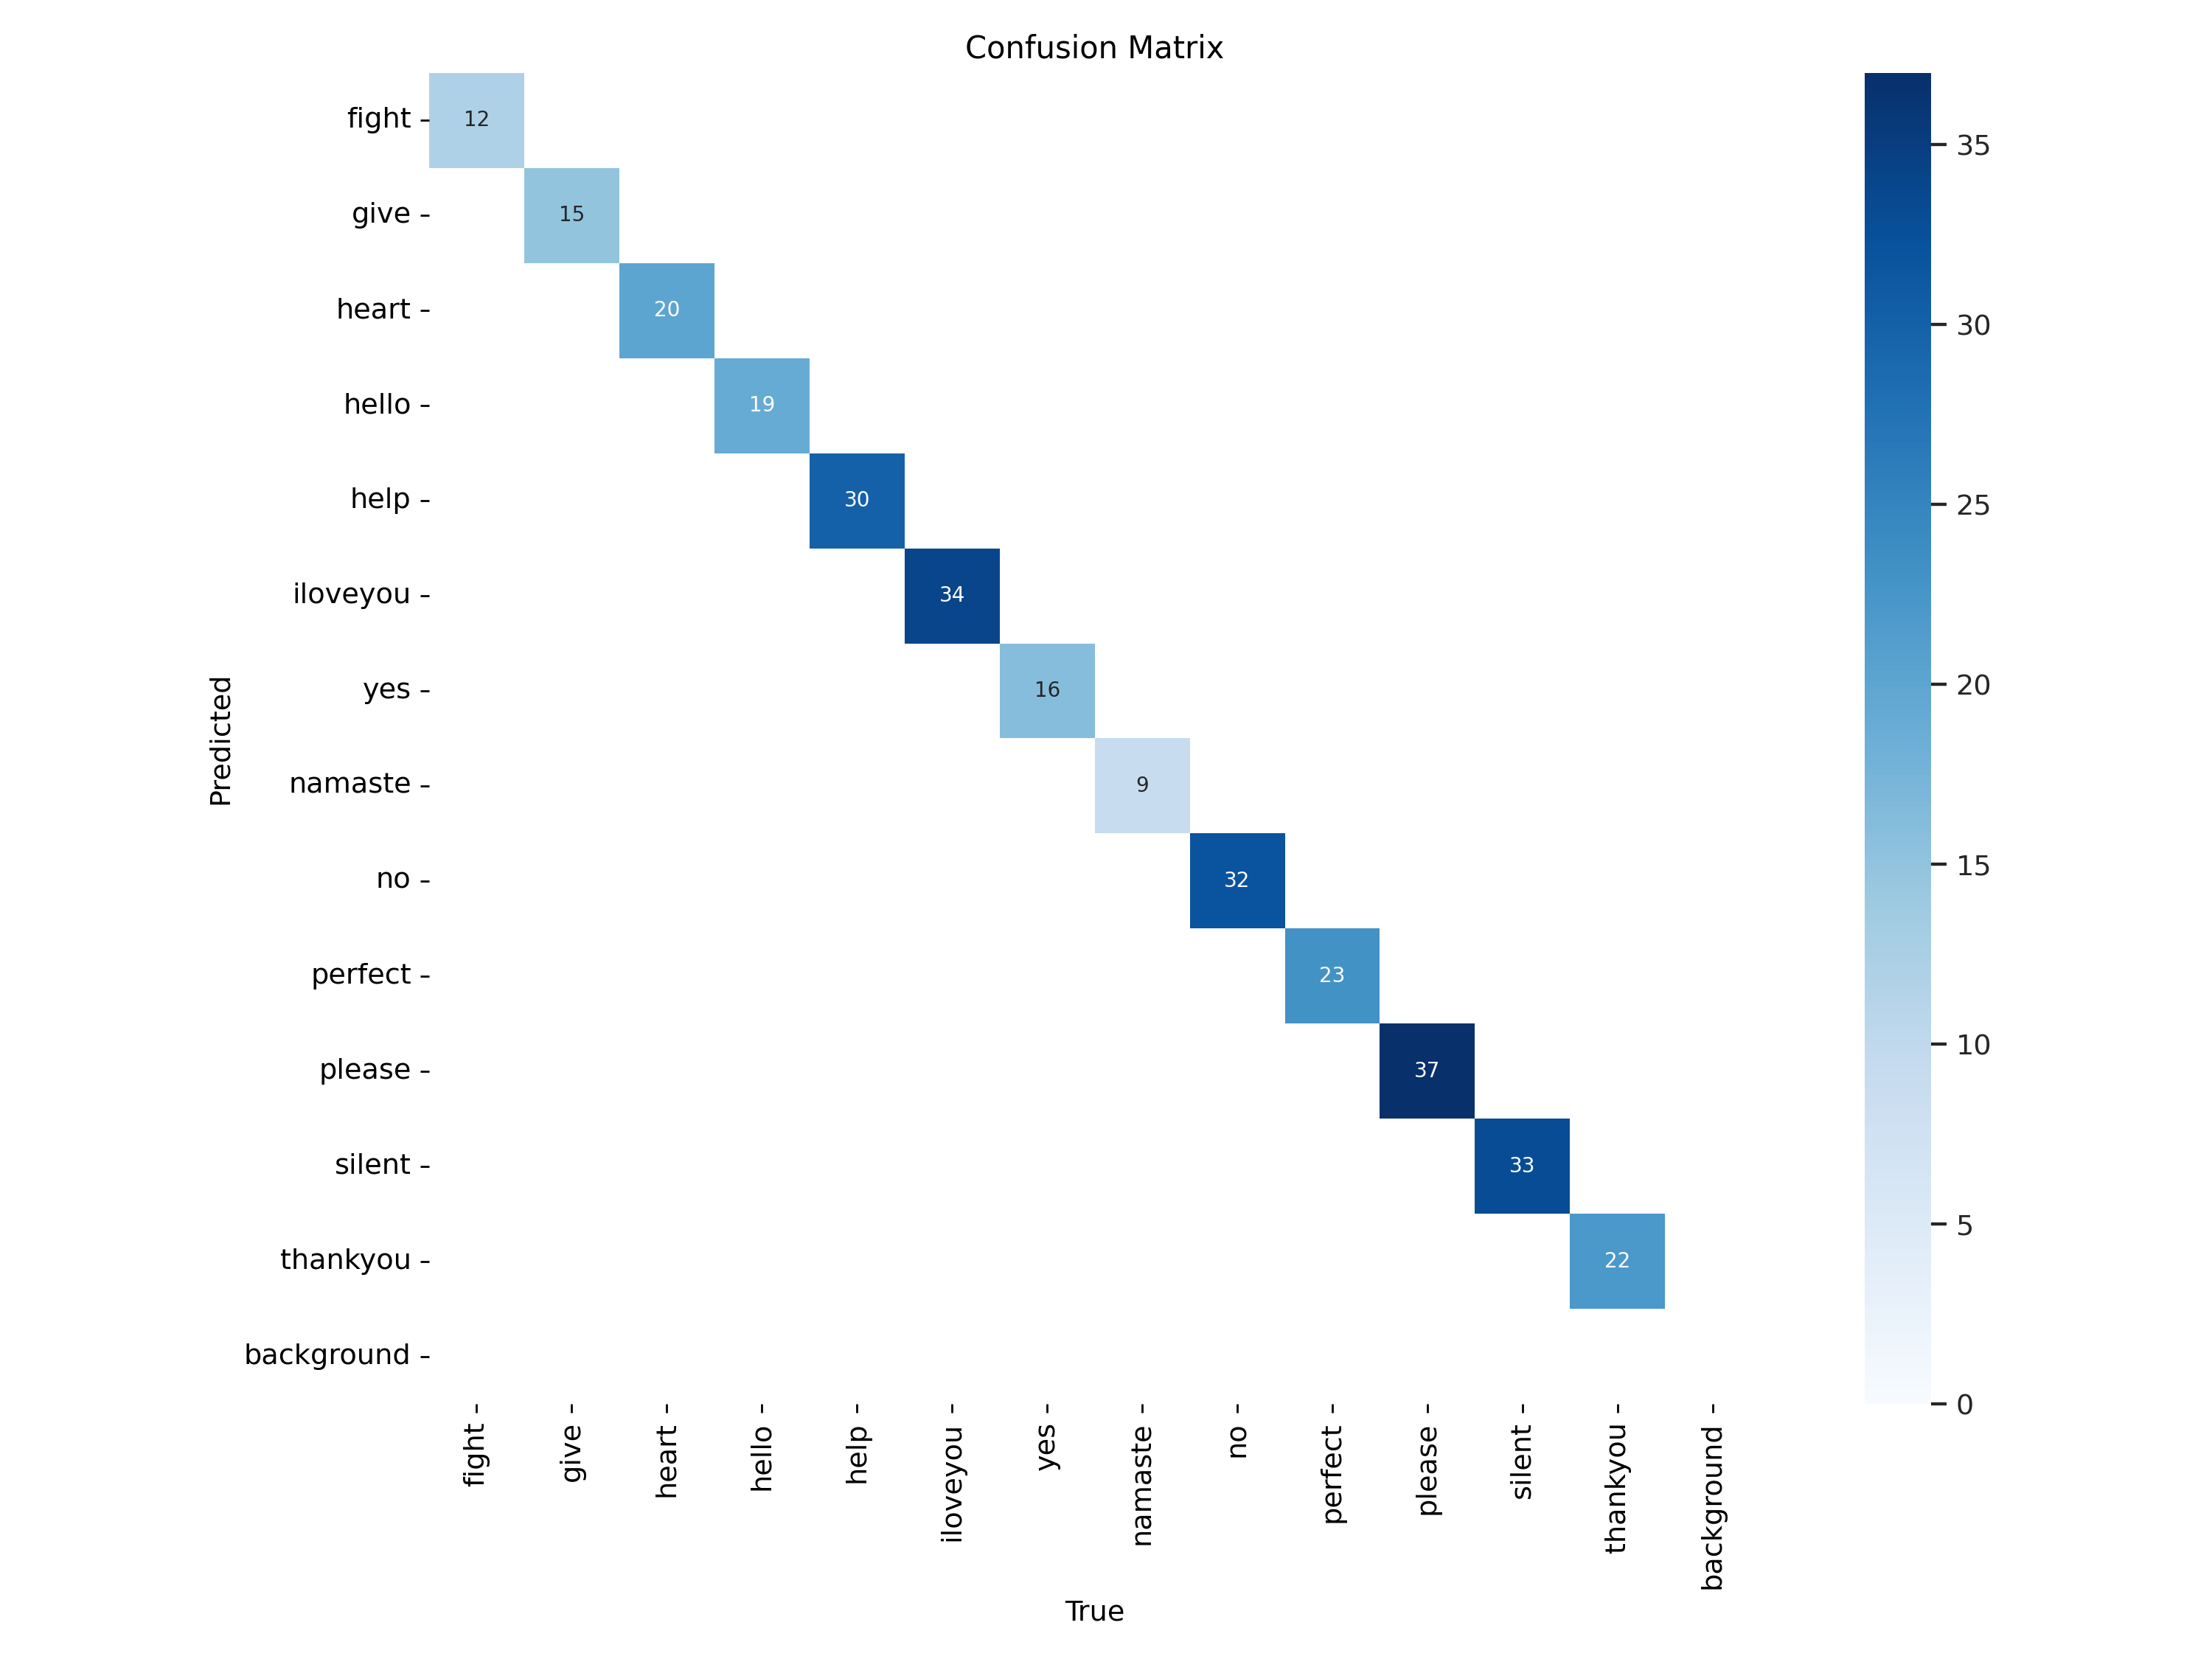 Confusion Matrix
fight 12
give 15
heart 20
hello 19
help 30
iloveyou 34
yes 16
namaste 9
no 32
perfect 23
please 37
silent 33
thankyou 22
background
Predicted
fight give heart hello help iloveyou yes namaste no perfect please silent thankyou background
True
35
30
25
20
15
10
5
0